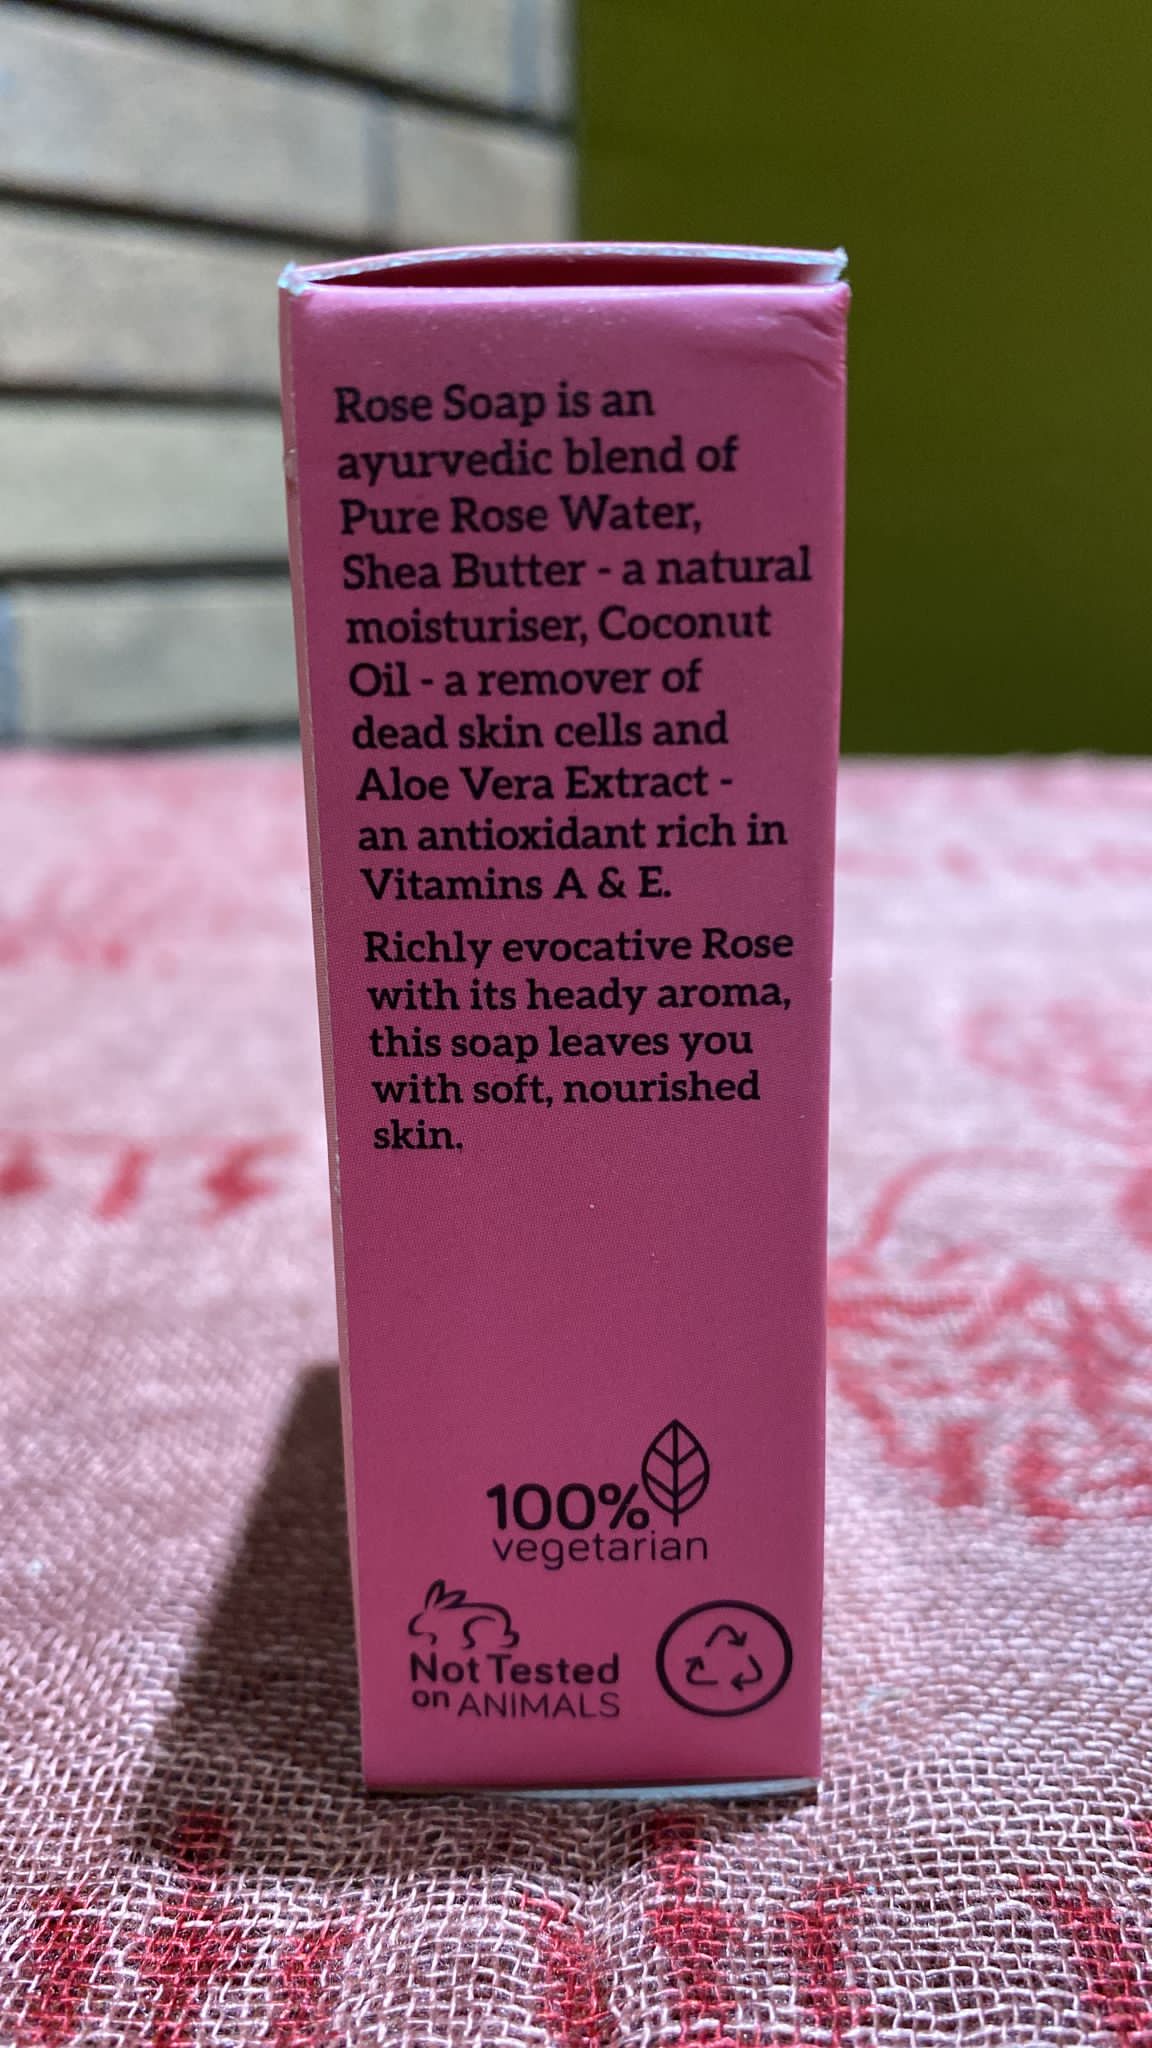 Rose Soap is an
ayurvedic blend of
Pure Rose Water,
Shea Butter - a natural
moisturiser, Coconut
Oil - a remover of
dead skin cells and
Aloe Vera Extract -
an antioxidant rich in
Vitamins A & E.
Richly evocative Rose
with its heady aroma,
this soap leaves you
with soft, nourished
skin.
100%
vegetarian
Not Tested
on ANIMALS